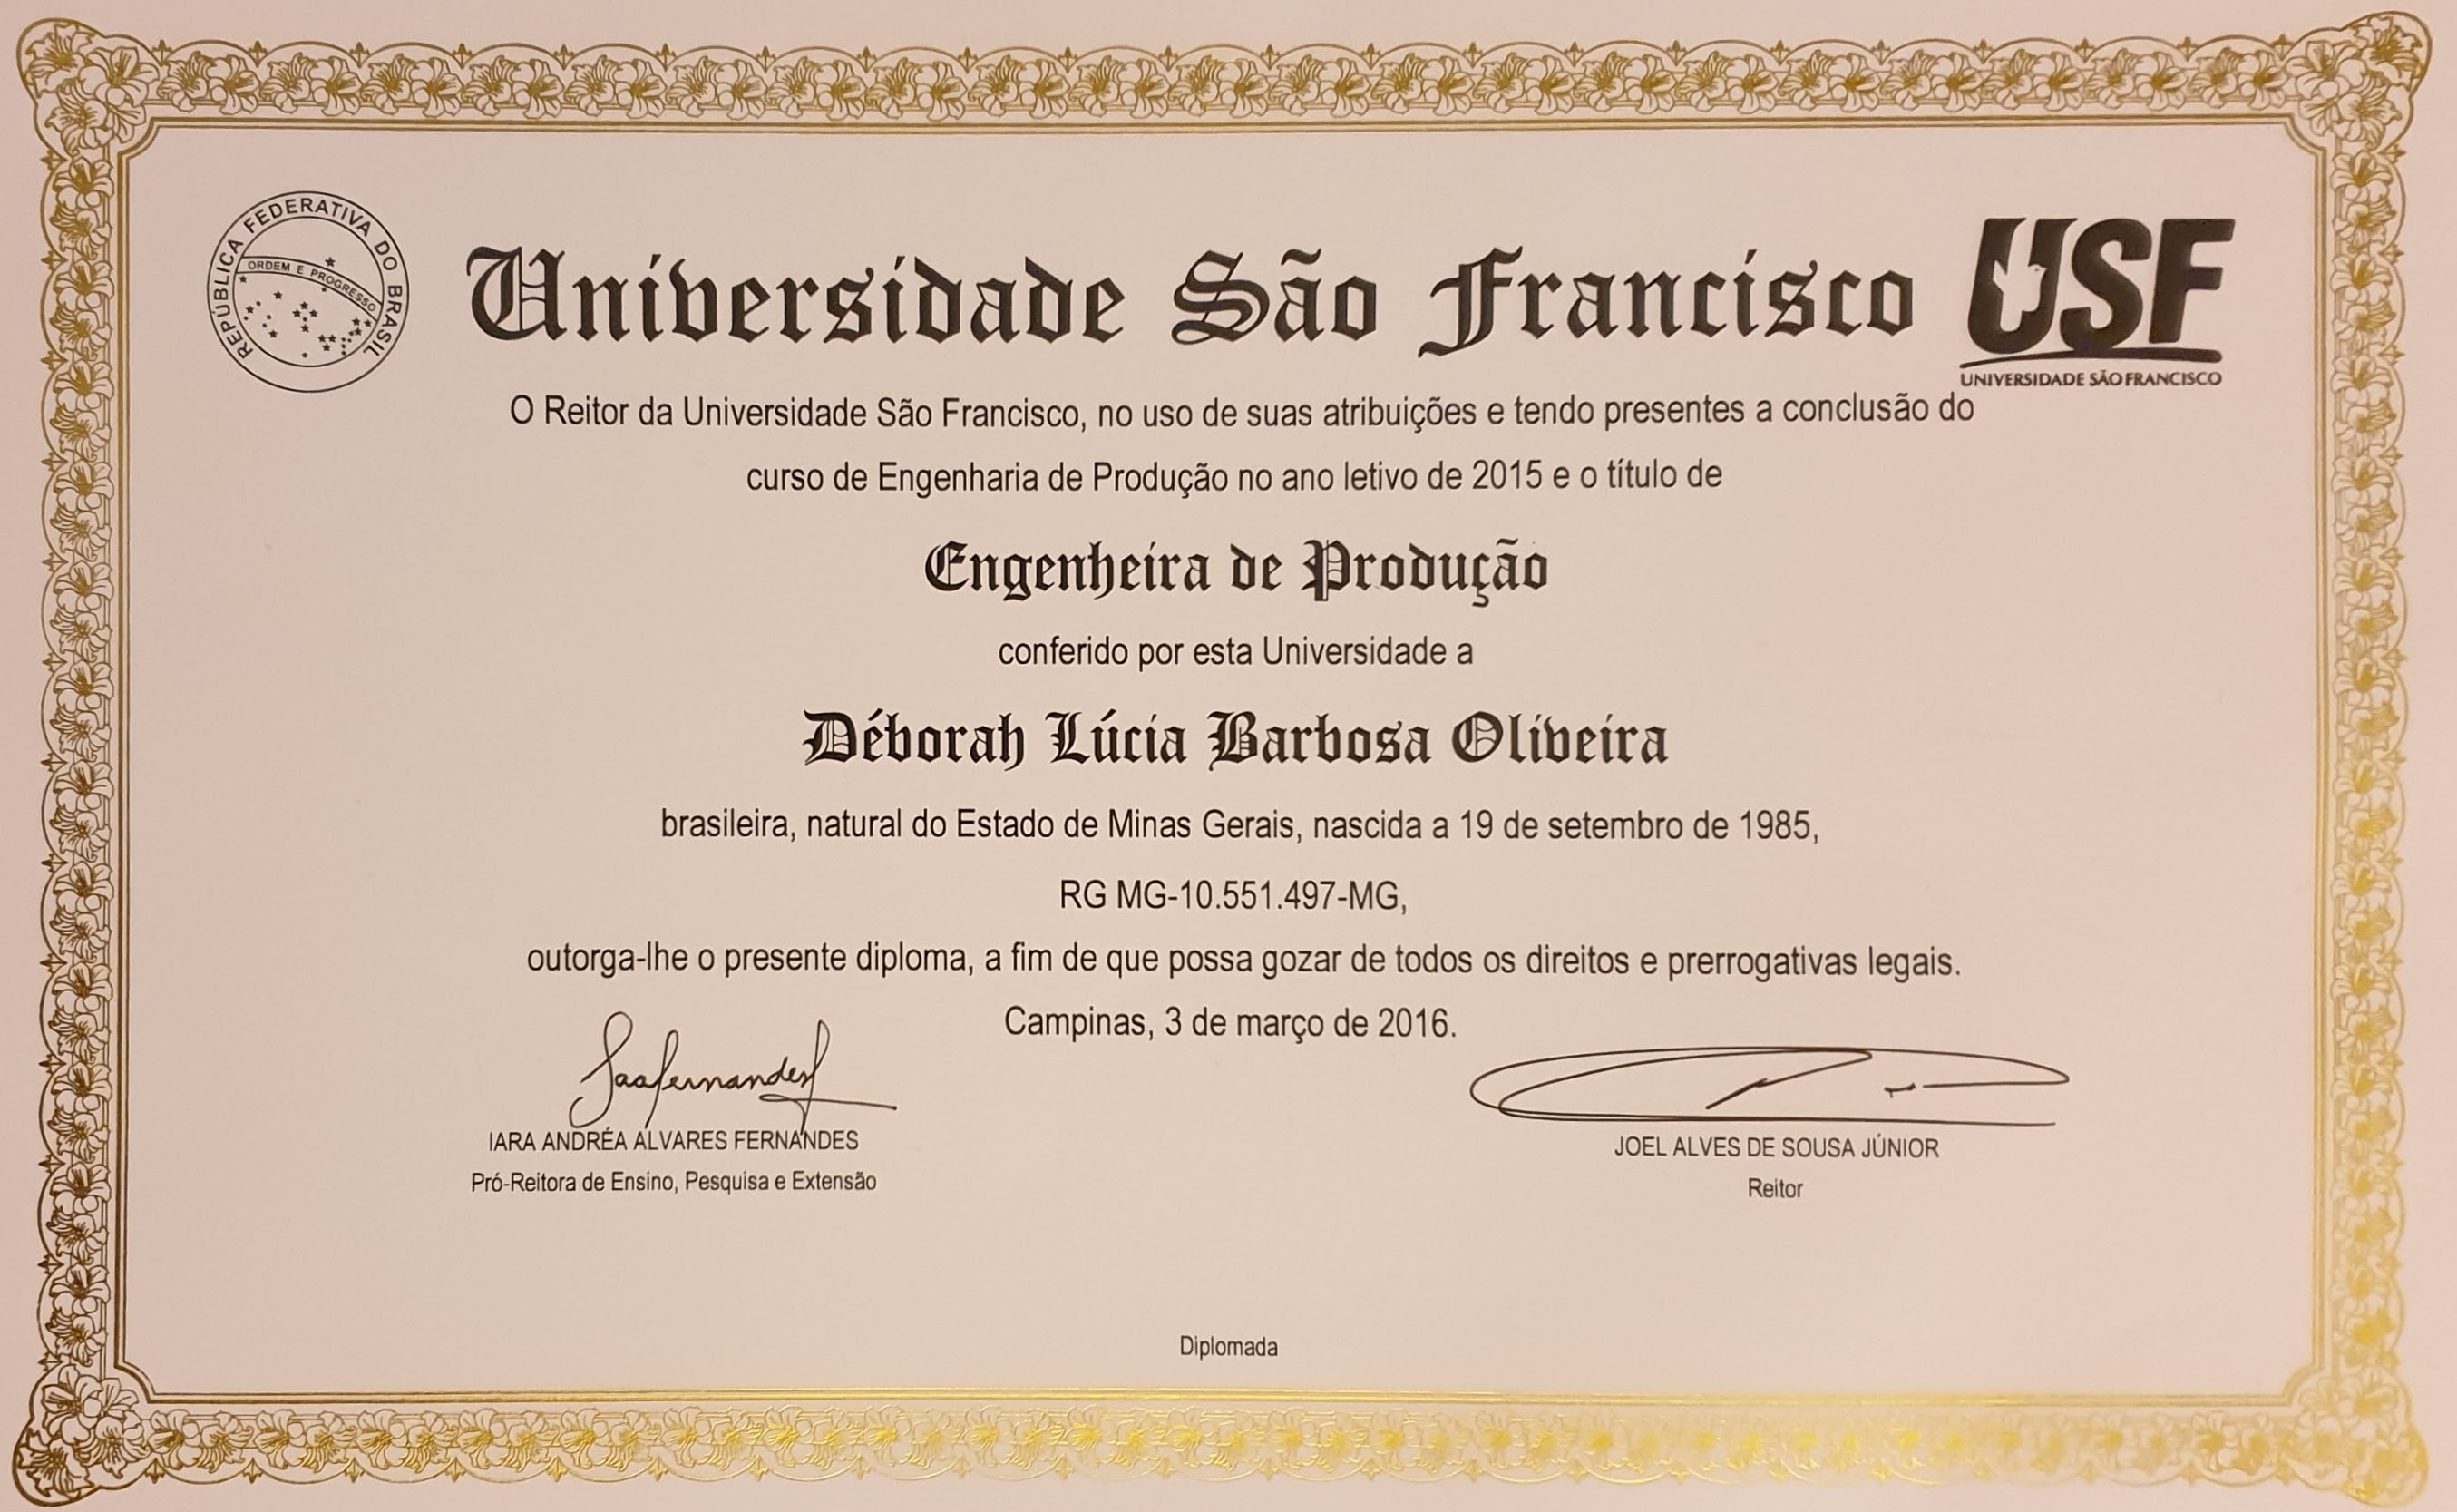 REPÚBLICA FEDERATIVA DO BRASIL
ORDEM E PROGRESSO
Universidade São Francisco
USF
UNIVERSIDADE SÃO FRANCISCO
O Reitor da Universidade São Francisco, no uso de suas atribuições e tendo presentes a conclusão do
curso de Engenharia de Produção no ano letivo de 2015 e o título de
Engenheira de Produção
conferido por esta Universidade a
Déborah Lúcia Barbosa Oliveira
brasileira, natural do Estado de Minas Gerais, nascida a 19 de setembro de 1985,
RG MG-10.551.497-MG,
outorga-lhe o presente diploma, a fim de que possa gozar de todos os direitos e prerrogativas legais.
Campinas, 3 de março de 2016.
IARA ANDRÉA ÁLVARES FERNANDES
Pró-Reitora de Ensino, Pesquisa e Extensão
JOEL ALVES DE SOUSA JÚNIOR
Reitor
Diplomada